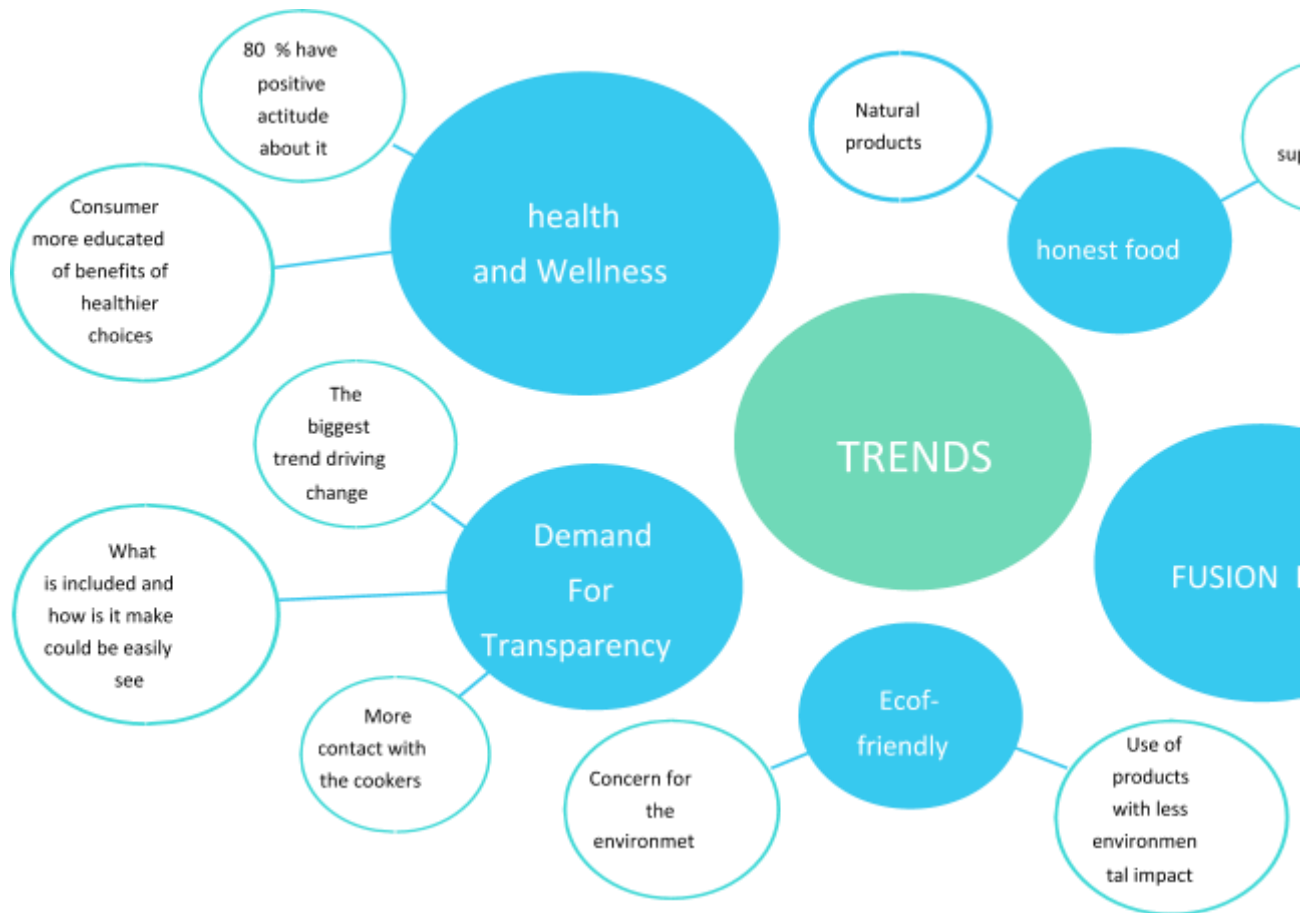 80 % have
positive
actitude
about it
Consumer
more educated
of benefits of
healthier
choices
health
and Wellness
Natural
products
honest food
TRENDS
The
biggest
trend driving
change
What
is included and
how is it make
could be easily
see
Demand
For
Transparency
More
contact with
the cookers
FUSION
Ecof-
friendly
Concern for
the
environmet
Use of
products
with less
environmen
tal impact